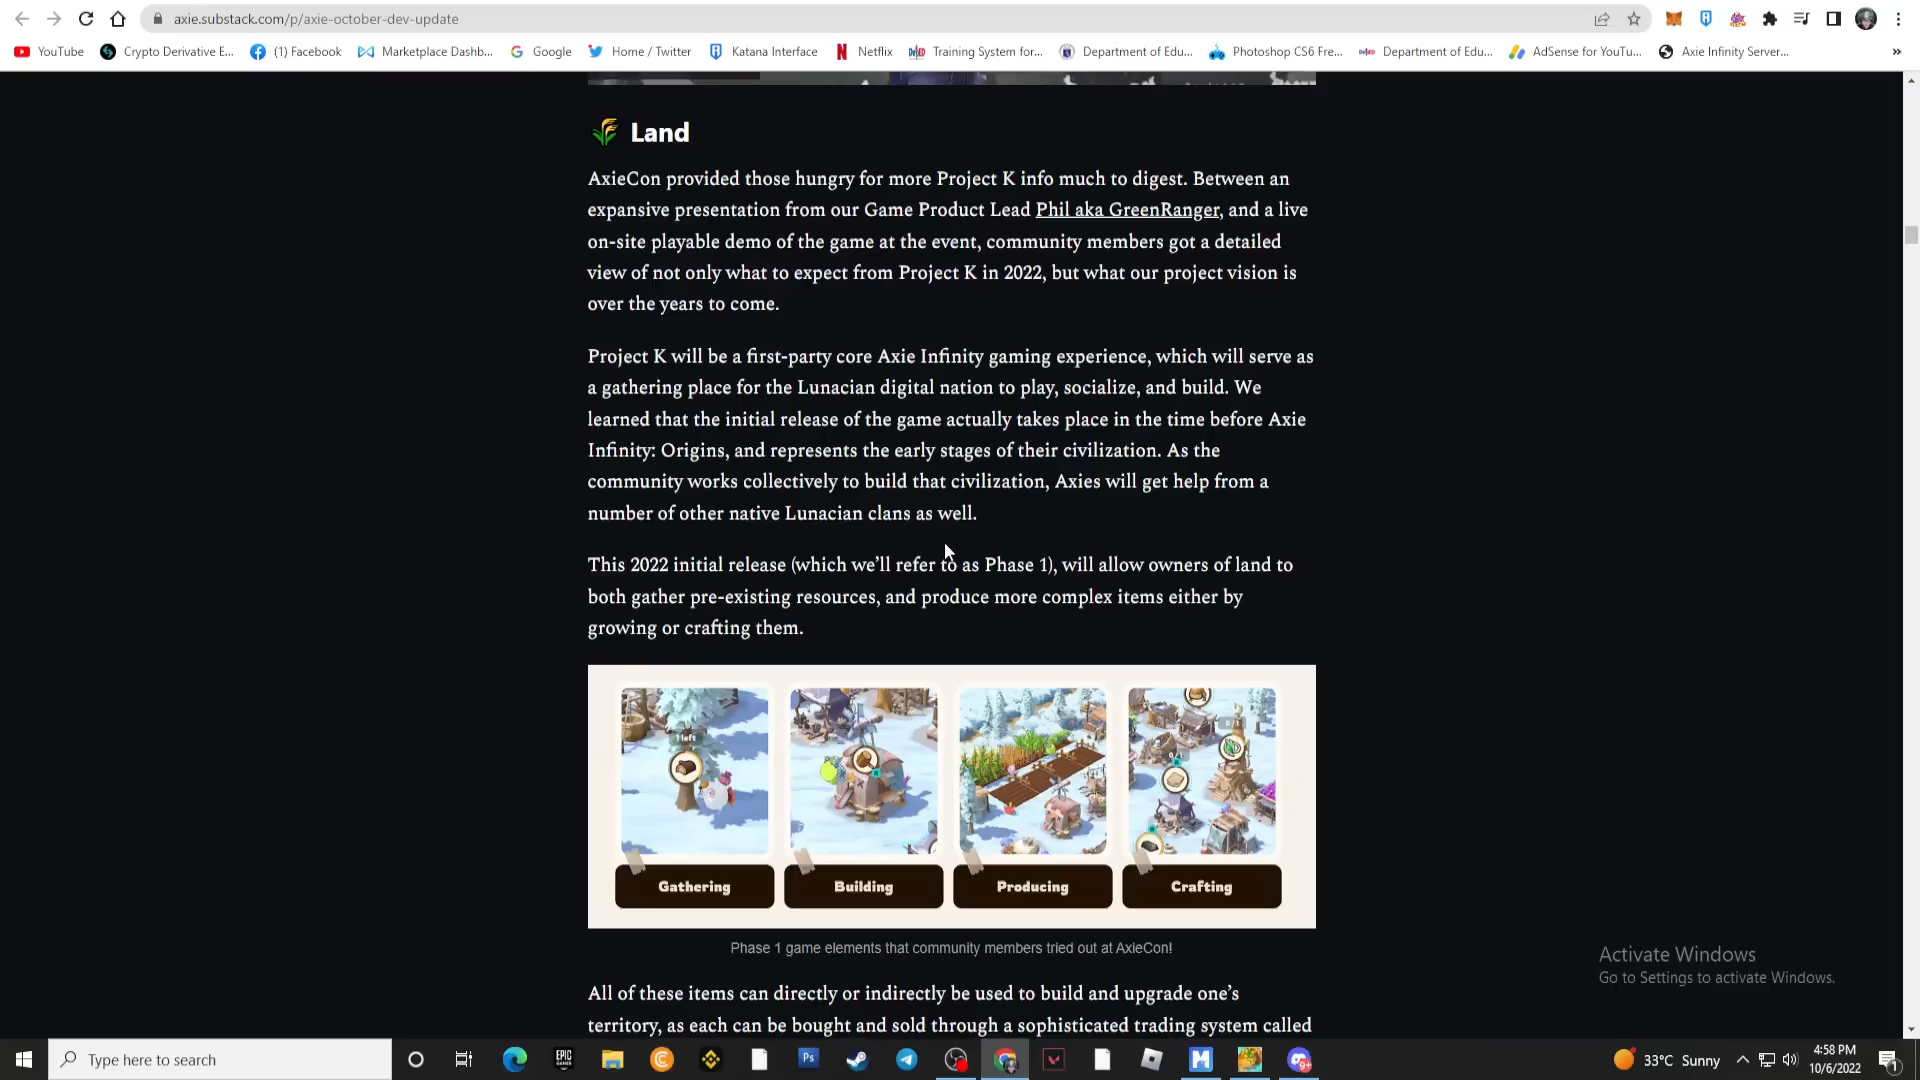 axie.substack.com/p/axie-october-dev-update
YouTube
Crypto Derivative E...
(1) Facebook
Marketplace Dashb...
Google
Home / Twitter
Katana Interface
Netflix
Training System for...
Department of Edu...
Photoshop CS6 Fre...
Department of Edu...
AdSense for YouTu...
Axie Infinity Server...
»
Land
AxieCon provided those hungry for more Project K info much to digest. Between an
expansive presentation from our Game Product Lead Phil aka GreenRanger, and a live
on-site playable demo of the game at the event, community members got a detailed
view of not only what to expect from Project K in 2022, but what our project vision is
over the years to come.
Project K will be a first-party core Axie Infinity gaming experience, which will serve as
a gathering place for the Lunacian digital nation to play, socialize, and build. We
learned that the initial release of the game actually takes place in the time before Axie
Infinity: Origins, and represents the early stages of their civilization. As the
community works collectively to build that civilization, Axies will get help from a
number of other native Lunacian clans as well.
This 2022 initial release (which we’ll refer to as Phase 1), will allow owners of land to
both gather pre-existing resources, and produce more complex items either by
growing or crafting them.
1 left
0/1
Gathering
Building
Producing
Crafting
Phase 1 game elements that community members tried out at AxieCon!
All of these items can directly or indirectly be used to build and upgrade one’s
territory, as each can be bought and sold through a sophisticated trading system called
Activate Windows
Go to Settings to activate Windows.
Type here to search
EPIC GAMES
Ps
9+
33°C Sunny
4:58 PM
10/6/2022
1